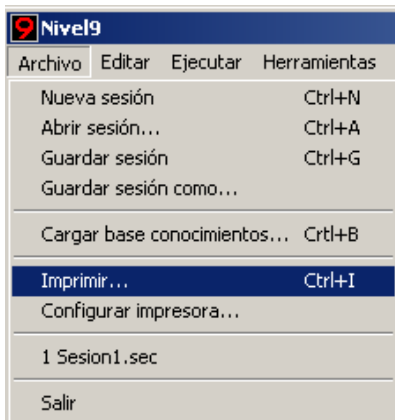 9 Nivel9
Archivo Editar Ejecutar Herramientas
Nueva sesión Ctrl+N
Abrir sesión... Ctrl+A
Guardar sesión Ctrl+G
Guardar sesión como...
Cargar base conocimientos... Crtl+B
Imprimir... Ctrl+I
Configurar impresora...
1 Sesion1.sec
Salir